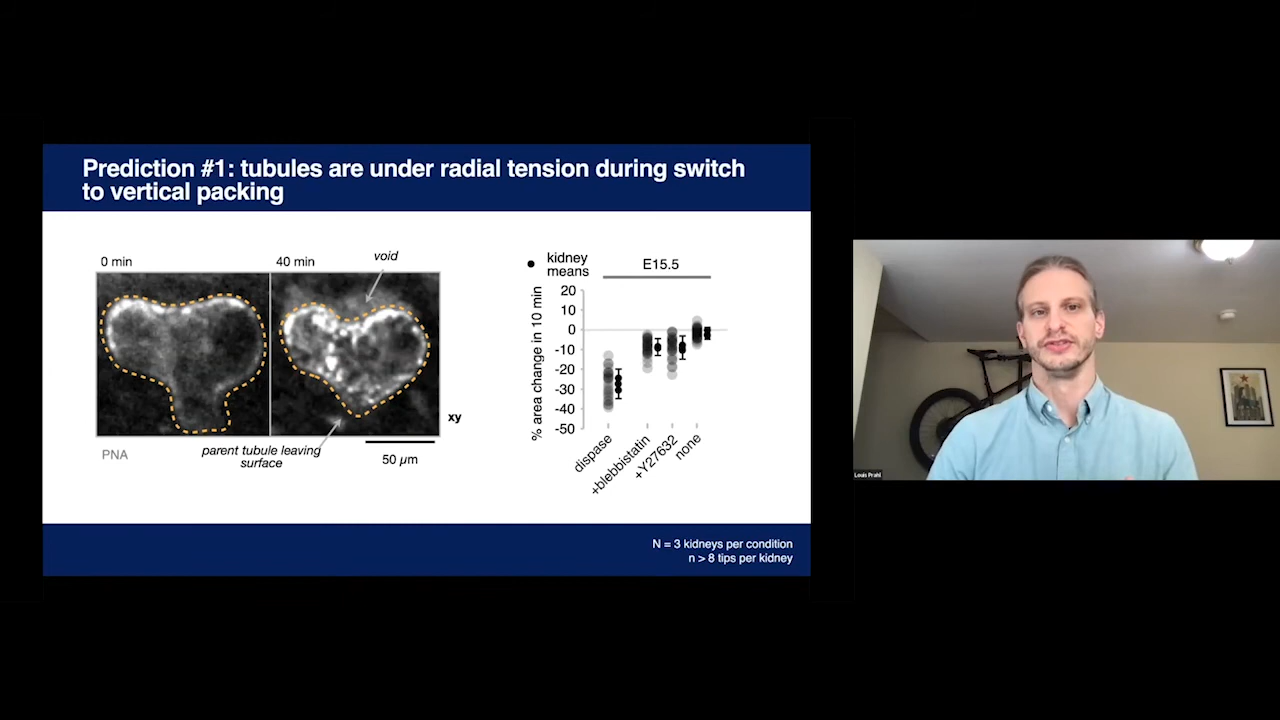 Prediction #1: tubules are under radial tension during switch
to vertical packing
0 min
40 min
void
parent tubule leaving
surface
PNA
xy
50 µm
kidney
means
E15.5
% area change in 10 min
20
10
0
-10
-20
-30
-40
-50
dispase
+blebbistatin
+Y27632
none
N = 3 kidneys per condition
n > 8 tips per kidney
Louis Prahl